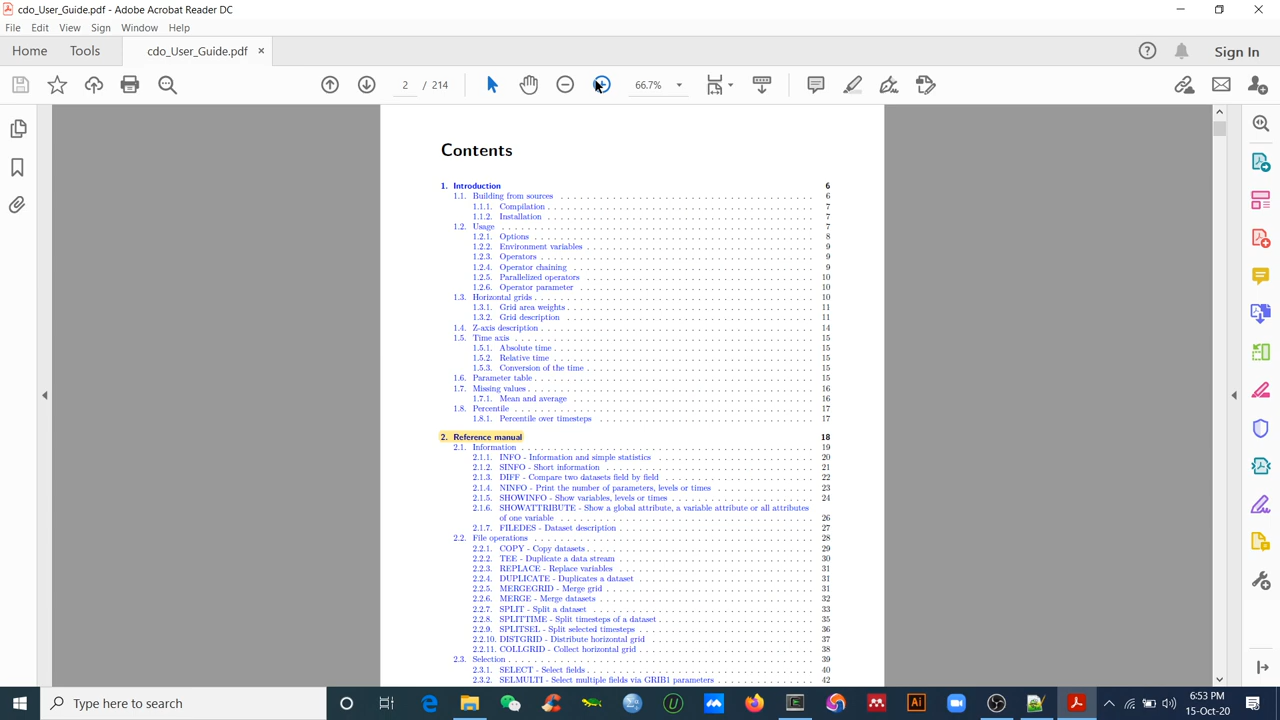 cdo_User_Guide.pdf - Adobe Acrobat Reader DC
File Edit View Sign Window Help
Home Tools cdo_User_Guide.pdf × Sign In
2 / 214 66.7%
Contents
1. Introduction 6
1.1. Building from sources 6
1.1.1. Compilation 7
1.1.2. Installation 7
1.2. Usage 7
1.2.1. Options 8
1.2.2. Environment variables 9
1.2.3. Operators 9
1.2.4. Operator chaining 9
1.2.5. Parallelized operators 10
1.2.6. Operator parameter 10
1.3. Horizontal grids 10
1.3.1. Grid area weights 11
1.3.2. Grid description 11
1.4. Z-axis description 14
1.5. Time axis 15
1.5.1. Absolute time 15
1.5.2. Relative time 15
1.5.3. Conversion of the time 15
1.6. Parameter table 15
1.7. Missing values 16
1.7.1. Mean and average 16
1.8. Percentile 17
1.8.1. Percentile over timesteps 17
2. Reference manual 18
2.1. Information 19
2.1.1. INFO - Information and simple statistics 20
2.1.2. SINFO - Short information 21
2.1.3. DIFF - Compare two datasets field by field 22
2.1.4. NINFO - Print the number of parameters, levels or times 23
2.1.5. SHOWINFO - Show variables, levels or times 24
2.1.6. SHOWATTRIBUTE - Show a global attribute, a variable attribute or all attributes
of one variable 26
2.1.7. FILEDES - Dataset description 27
2.2. File operations 28
2.2.1. COPY - Copy datasets 29
2.2.2. TEE - Duplicate a data stream 30
2.2.3. REPLACE - Replace variables 31
2.2.4. DUPLICATE - Duplicates a dataset 31
2.2.5. MERGEGRID - Merge grid 31
2.2.6. MERGE - Merge datasets 32
2.2.7. SPLIT - Split a dataset 33
2.2.8. SPLITTIME - Split timesteps of a dataset 35
2.2.9. SPLITSEL - Split selected timesteps 36
2.2.10. DISTGRID - Distribute horizontal grid 37
2.2.11. COLLGRID - Collect horizontal grid 38
2.3. Selection 39
2.3.1. SELECT - Select fields 40
2.3.2. SELMULTI - Select multiple fields via GRIB1 parameters 42
Type here to search
6:53 PM
15-Oct-20